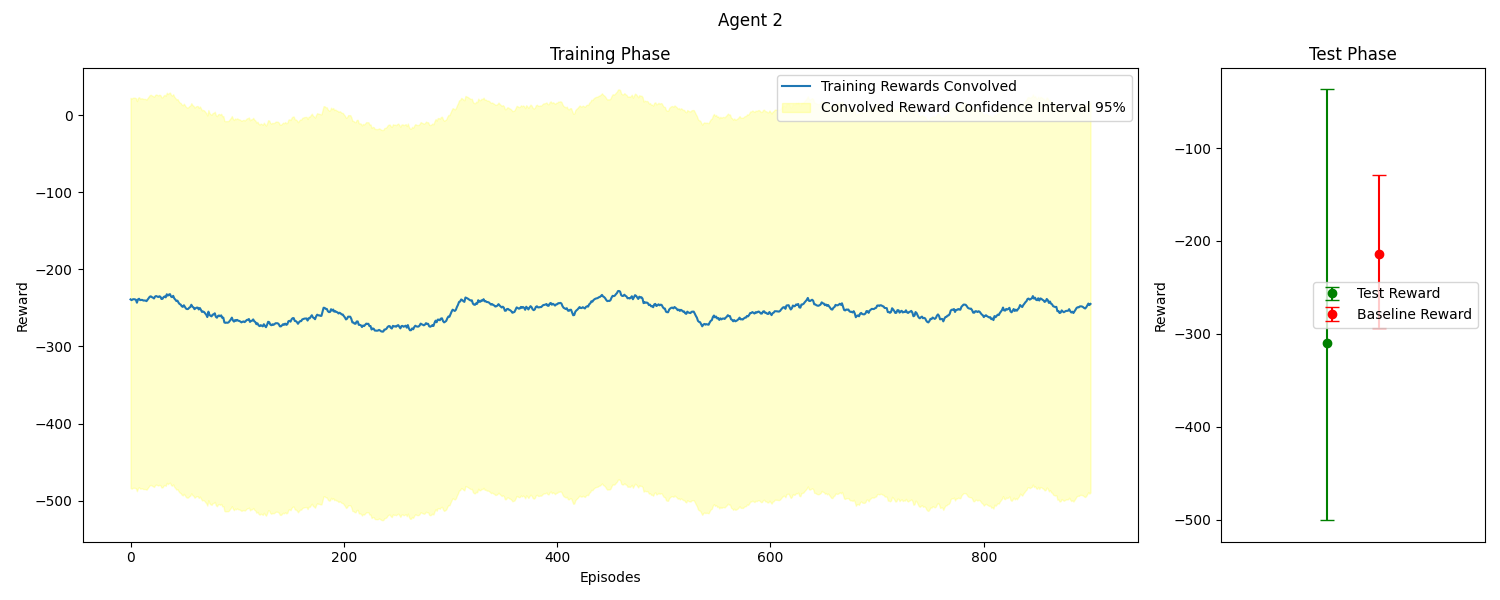 Agent 2
Training Phase
Training Rewards Convolved
Convolved Reward Confidence Interval 95%
0
−100
−200
−300
−400
−500
Reward
0
200
400
600
800
Episodes
Test Phase
−100
−200
−300
−400
−500
Reward
Test Reward
Baseline Reward